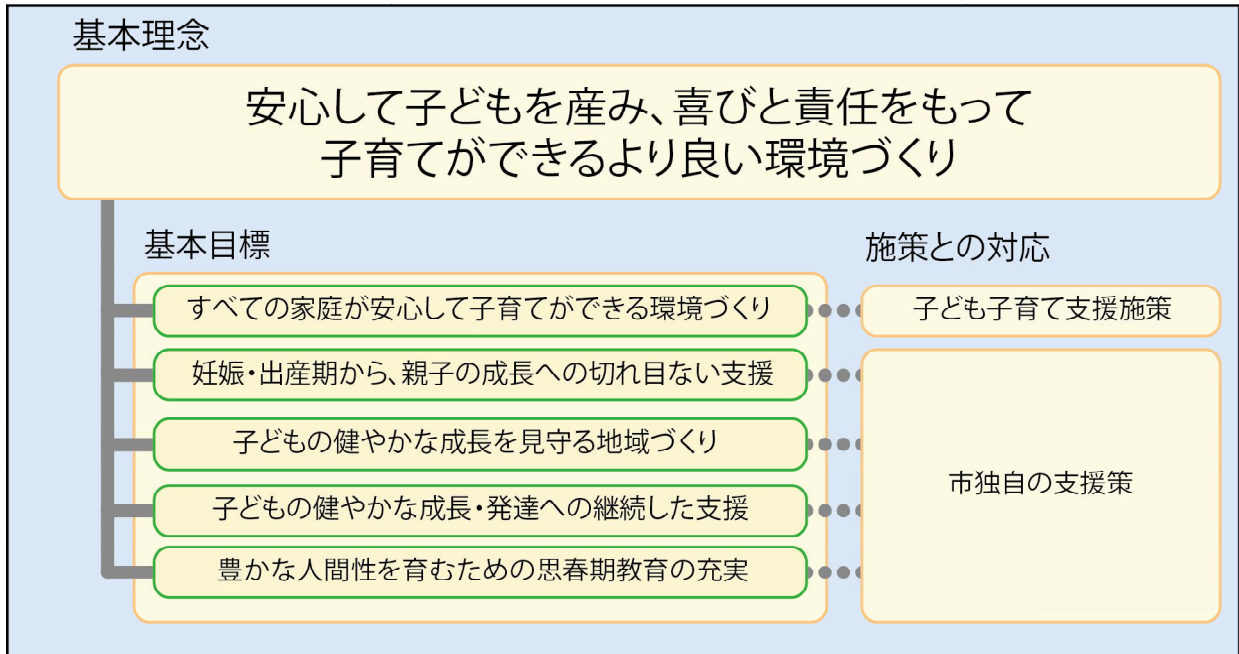 基本理念
安心して子どもを産み、喜びと責任をもって
子育てができるより良い環境づくり
基本目標
施策との対応
すべての家庭が安心して子育てができる環境づくり
子ども子育て支援施策
妊娠・出産期から、親子の成長への切れ目ない支援
子どもの健やかな成長を見守る地域づくり
子どもの健やかな成長・発達への継続した支援
豊かな人間性を育むための思春期教育の充実
市独自の支援策